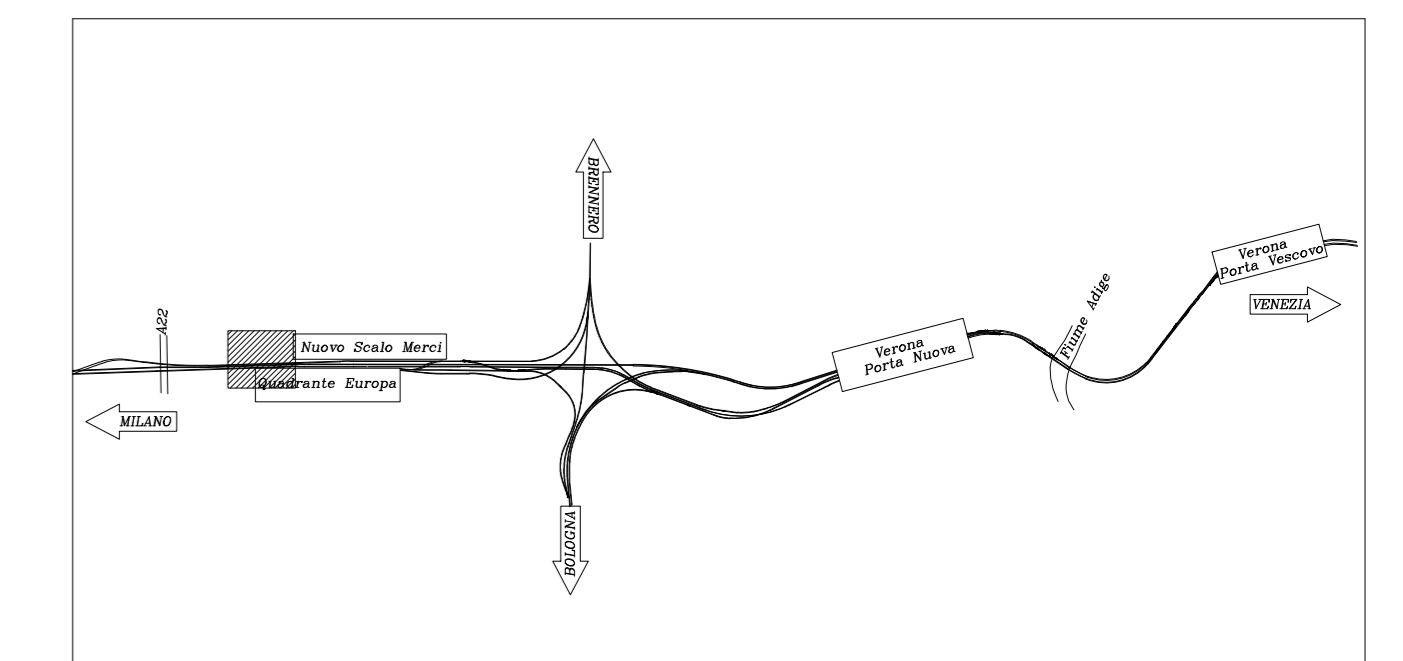 BRENNERO
Verona
Porta Vescovo
VENEZIA
Fiume Adige
A22
Nuovo Scalo Merci
Verona
Porta Nuova
Quadrante Europa
MILANO
BOLOGNA